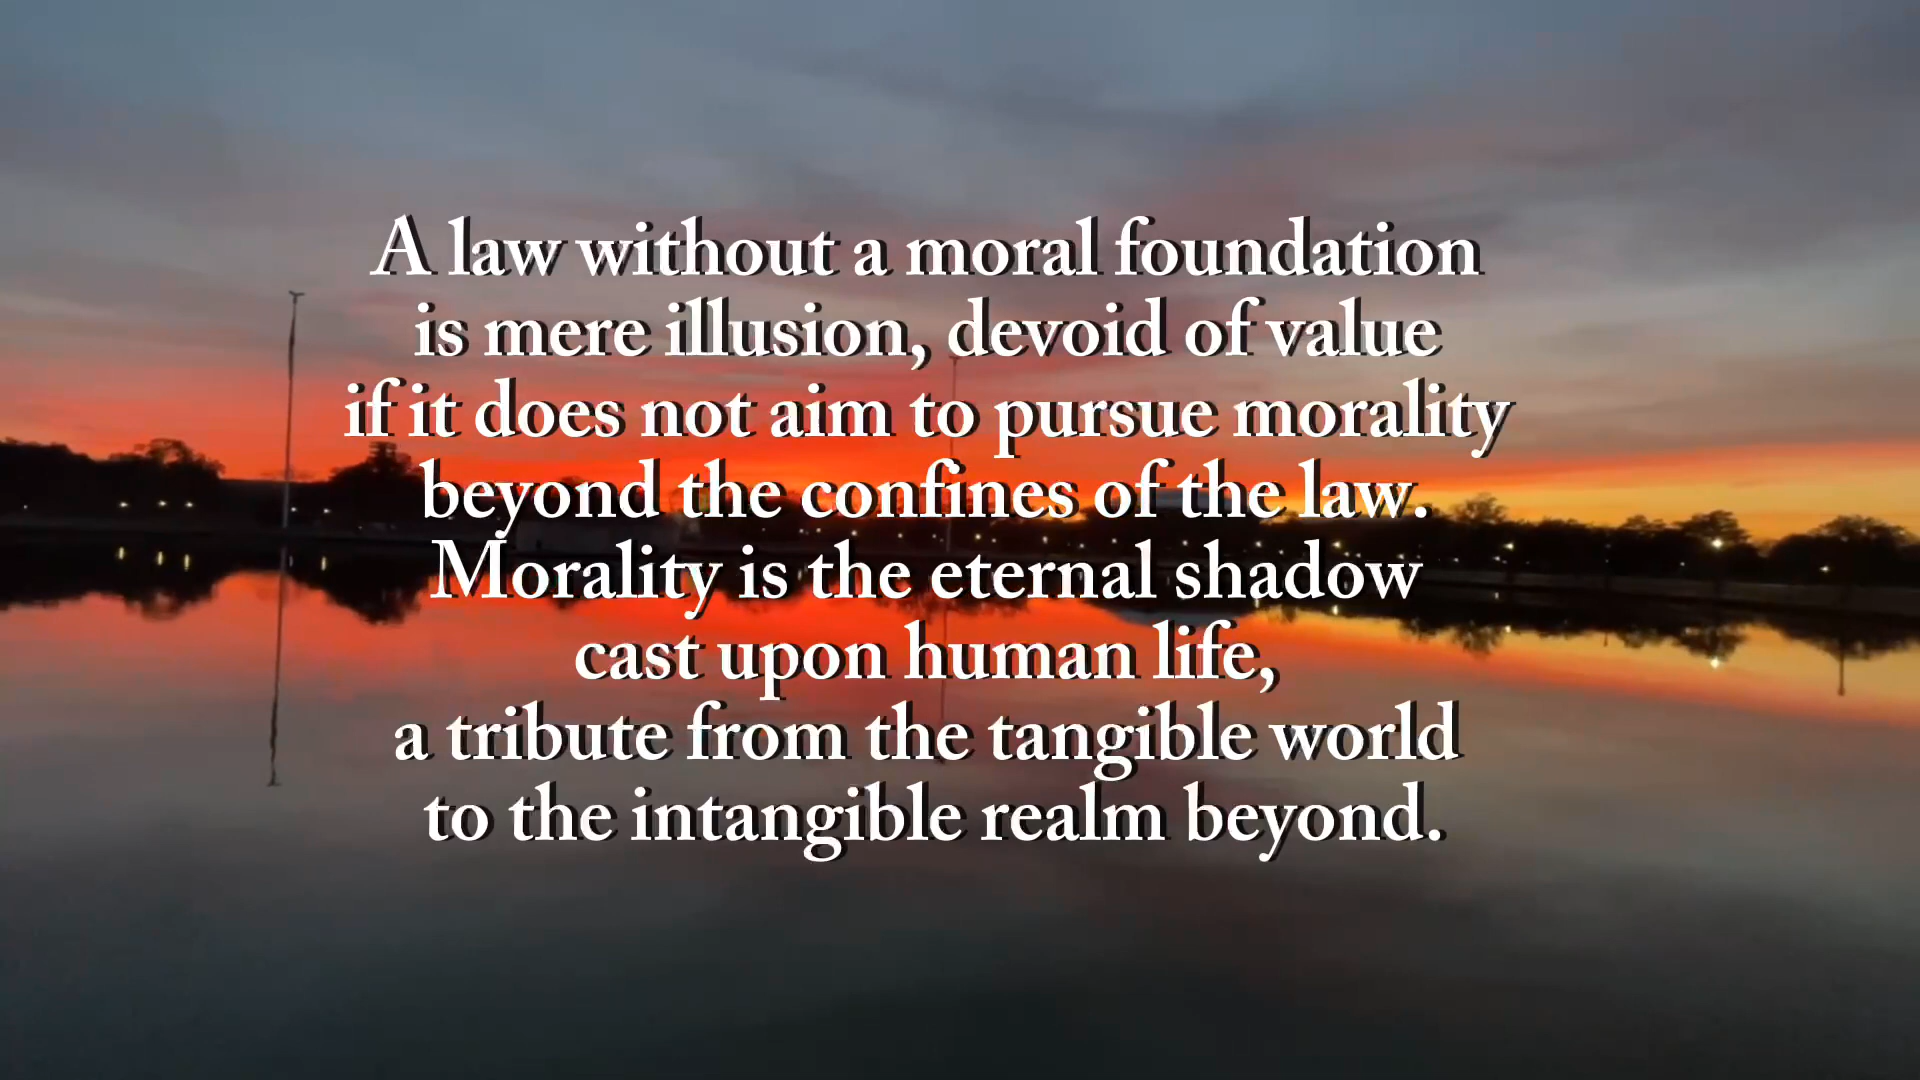 A law without a moral foundation
is mere illusion, devoid of value
if it does not aim to pursue morality
beyond the confines of the law.
Morality is the eternal shadow
cast upon human life,
a tribute from the tangible world
to the intangible realm beyond.